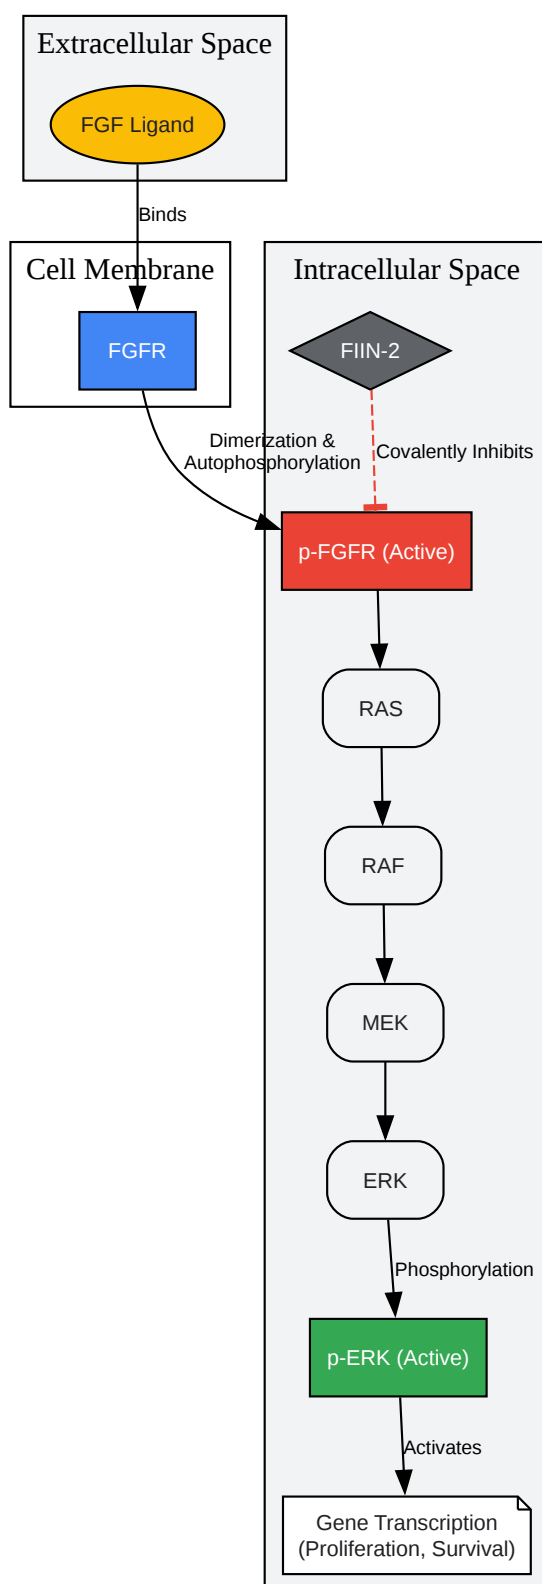 Extracellular Space
FGF Ligand
Binds
Cell Membrane
FGFR
Intracellular Space
FIIN-2
Dimerization &
Autophosphorylation
Covalently Inhibits
p-FGFR (Active)
RAS
RAF
MEK
ERK
Phosphorylation
p-ERK (Active)
Activates
Gene Transcription
(Proliferation, Survival)